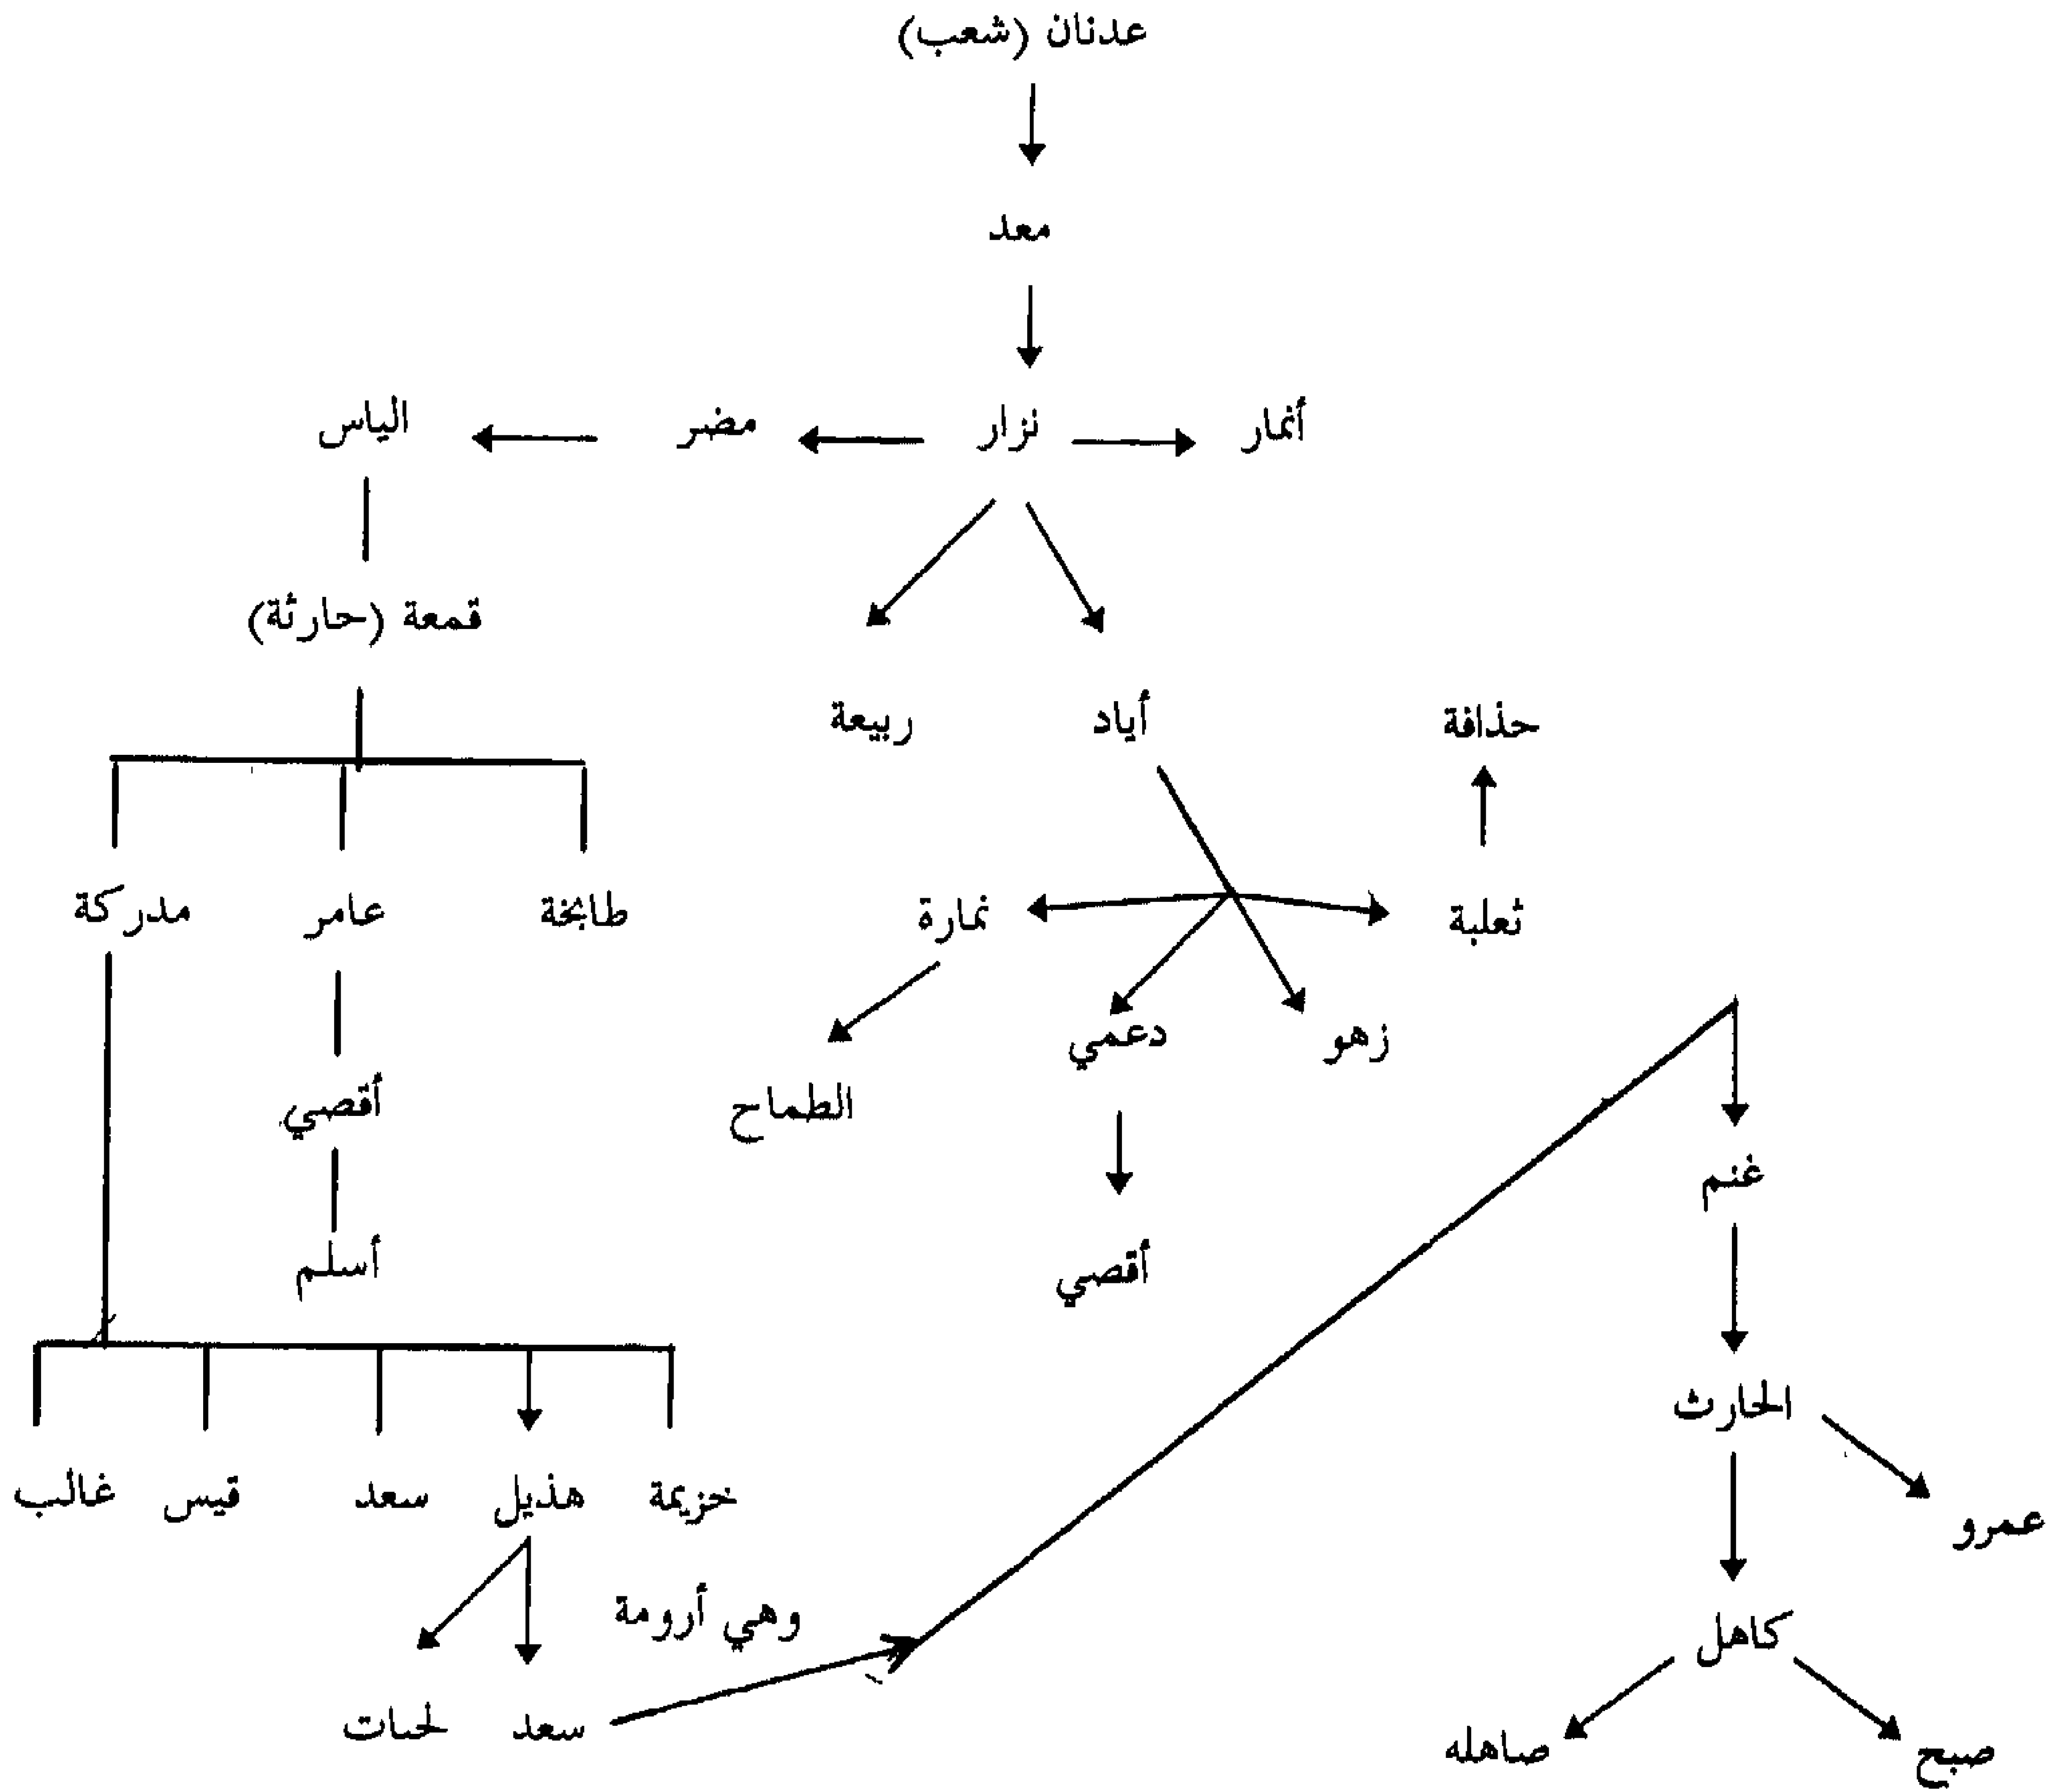 عدنان (شعب)
معد
أنمار
نزار
مضر
الياس
قمعة (حارثة)
حذافة
أياد
ربيعة
ثعلبة
نمارة
طابخة
عامر
مدركة
زهو
دعمي
الطماح
أقصي
غنم
أقصي
أسلم
الحارث
عمرو
خزيمة
هذيل
سعد
قيس
غالب
وهي أرومة
كاهل
سعد
صبح
صاهله